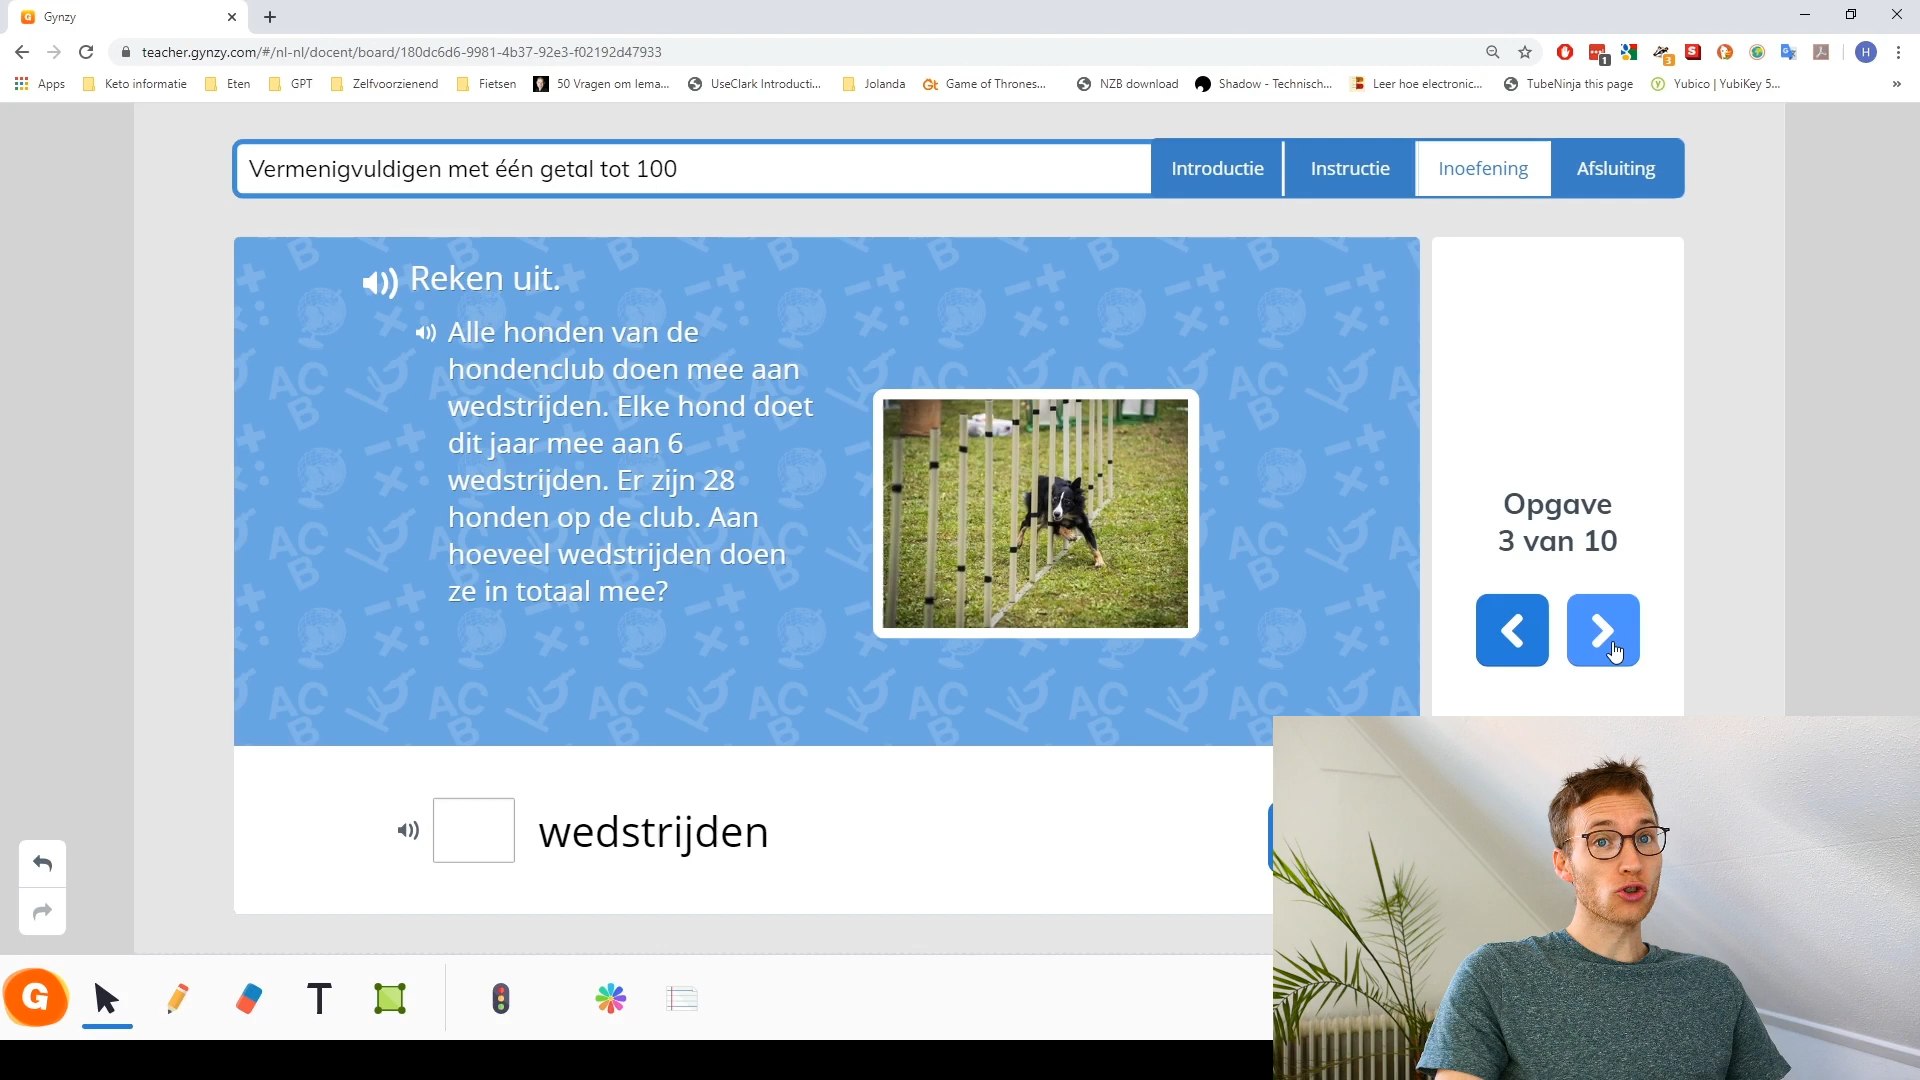 Gynzy
teacher.gynzy.com/#/nl-nl/docent/board/180dc6d6-9981-4b37-92e3-f02192d47933
1
3
S
H
Apps Keto informatie Eten GPT Zelfvoorzienend Fietsen 50 Vragen om Iema... UseClark Introducti... Jolanda Gt Game of Thrones... NZB download Shadow - Technisch... Leer hoe electronic... TubeNinja this page Yubico | YubiKey 5... »
Vermenigvuldigen met één getal tot 100
Introductie Instructie Inoefening Afsluiting
Reken uit.
Alle honden van de
hondenclub doen mee aan
wedstrijden. Elke hond doet
dit jaar mee aan 6
wedstrijden. Er zijn 28
honden op de club. Aan
hoeveel wedstrijden doen
ze in totaal mee?
Opgave
3 van 10
wedstrijden
G
T